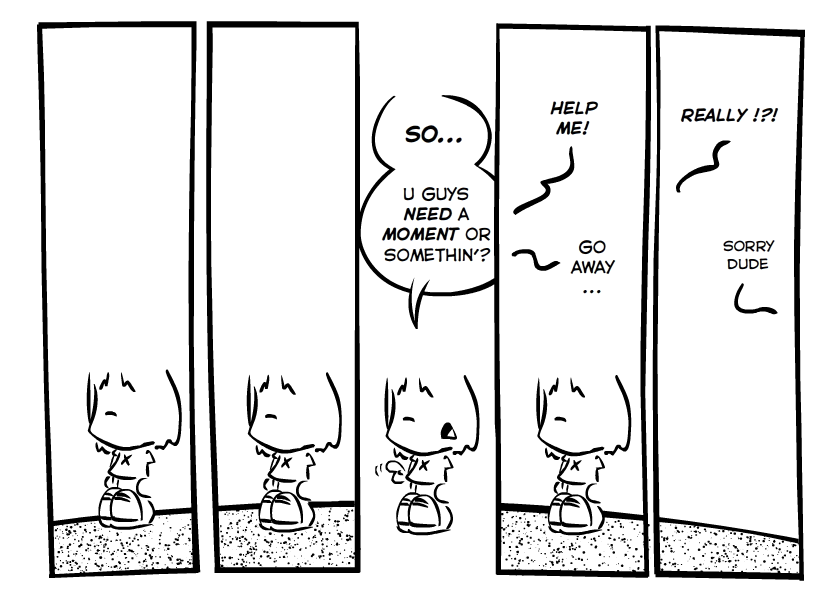 SO...
U GUYS
NEED A
MOMENT OR
SOMETHIN'?
HELP
ME!
GO
AWAY
...
REALLY !?!
SORRY
DUDE